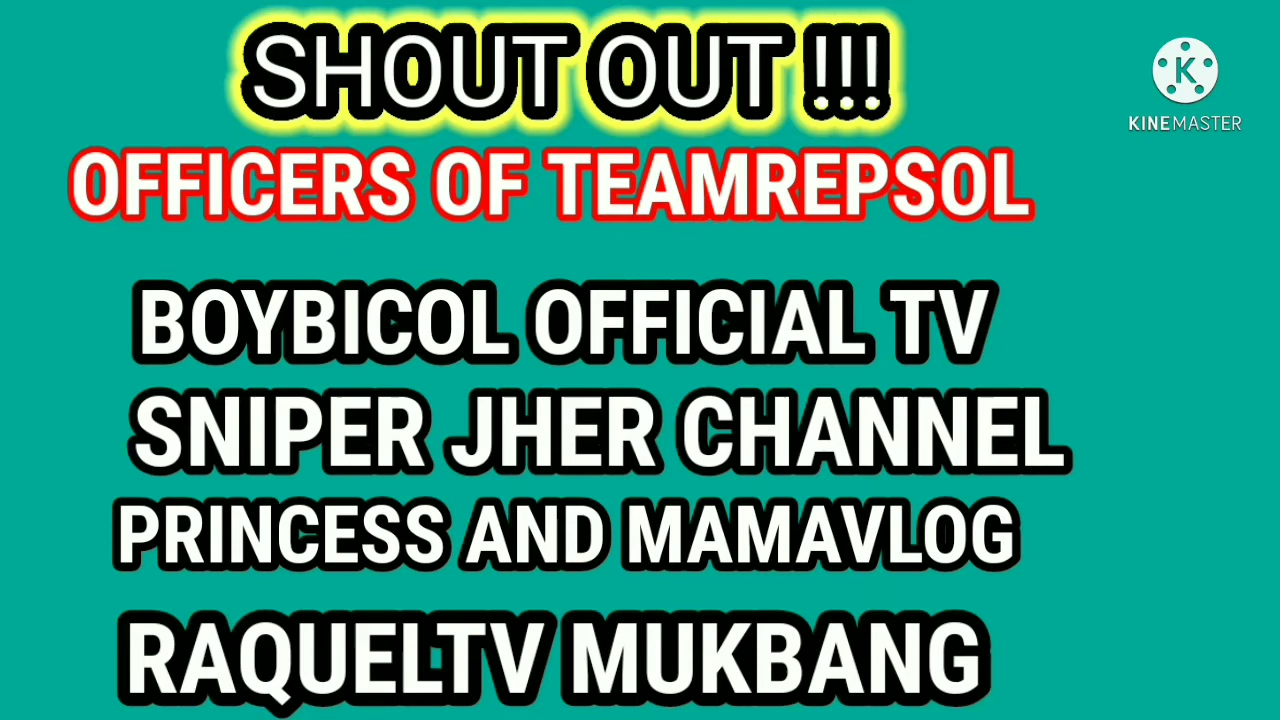 SHOUT OUT !!!
K
KINEMASTER
OFFICERS OF TEAMREPSOL
BOYBICOL OFFICIAL TV
SNIPER JHER CHANNEL
PRINCESS AND MAMAVLOG
RAQUELTV MUKBANG